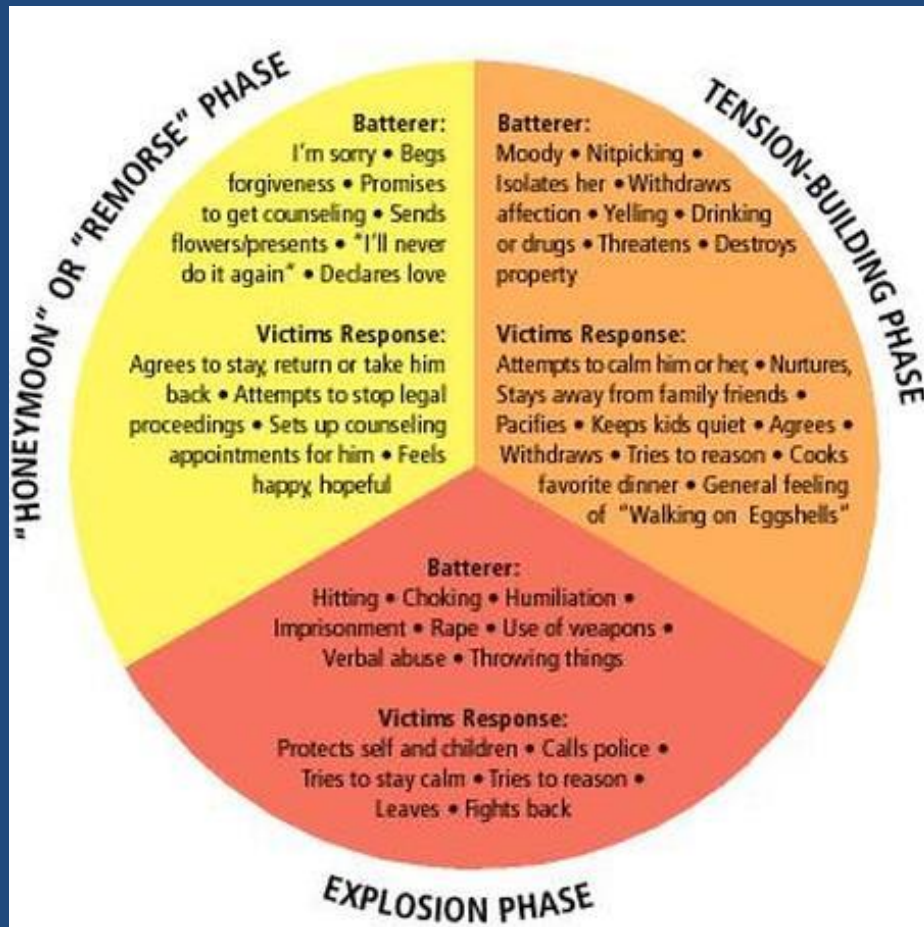 "HONEYMOON" OR "REMORSE" PHASE
Batterer:
I'm sorry • Begs
forgiveness • Promises
to get counseling • Sends
flowers/presents • "I'll never
do it again" • Declares love
Victims Response:
Agrees to stay, return or take him
back • Attempts to stop legal
proceedings • Sets up counseling
appointments for him • Feels
happy, hopeful
TENSION-BUILDING PHASE
Batterer:
Moody • Nitpicking •
Isolates her • Withdraws
affection • Yelling • Drinking
or drugs • Threatens • Destroys
property
Victims Response:
Attempts to calm him or her, • Nurtures,
Stays away from family friends •
Pacifies • Keeps kids quiet • Agrees •
Withdraws • Tries to reason • Cooks
favorite dinner • General feeling
of "Walking on Eggshells"
Batterer:
Hitting • Choking • Humiliation •
Imprisonment • Rape • Use of weapons •
Verbal abuse • Throwing things
Victims Response:
Protects self and children • Calls police •
Tries to stay calm • Tries to reason •
Leaves • Fights back
EXPLOSION PHASE